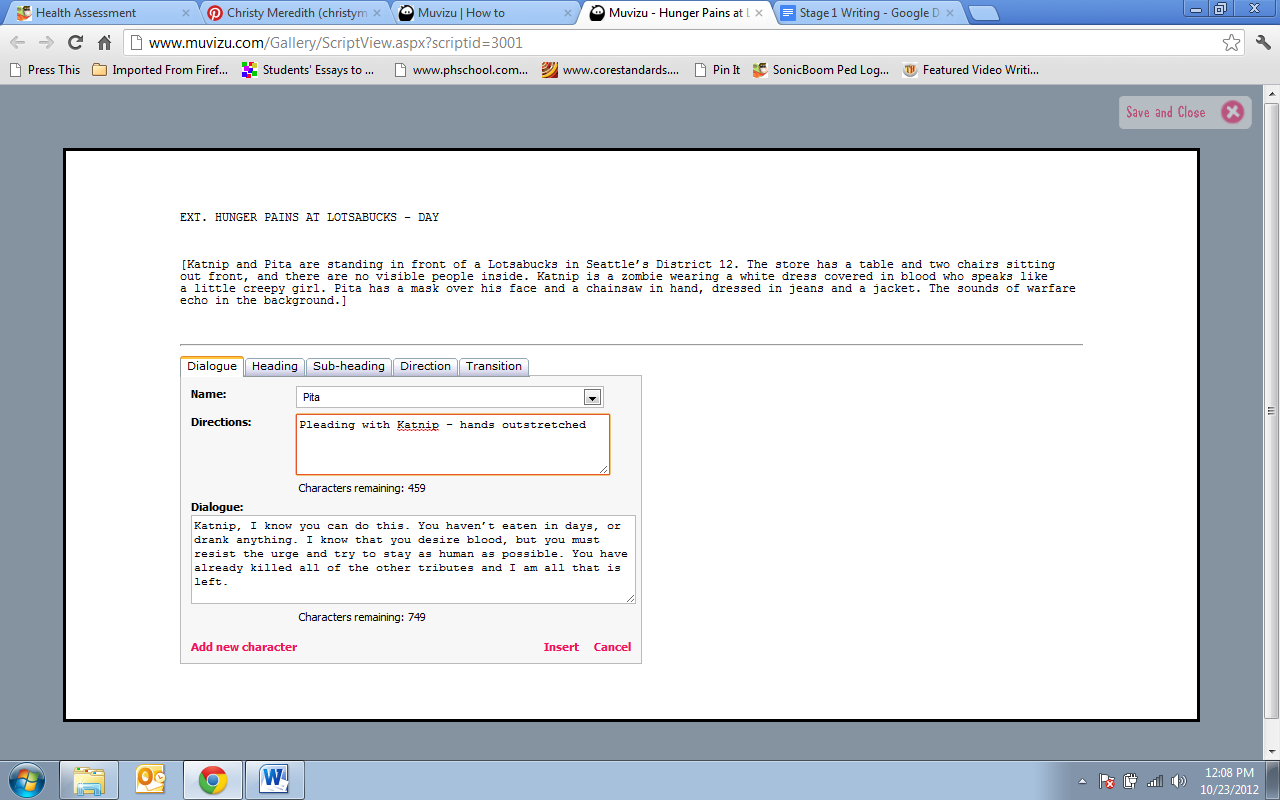 Health Assessment
Christy Meredith (christym
Muvizu | How to
Muvizu - Hunger Pains at L
Stage 1 Writing - Google D
www.muvizu.com/Gallery/ScriptView.aspx?scriptid=3001
Press This
Imported From Firef...
Students' Essays to ...
www.phschool.com...
www.corestandards....
Pin It
SonicBoom Ped Log...
Featured Video Writi...
Save and Close
EXT. HUNGER PAINS AT LOTSABUCKS - DAY
[Katnip and Pita are standing in front of a Lotsabucks in Seattle's District 12. The store has a table and two chairs sitting
out front, and there are no visible people inside. Katnip is a zombie wearing a white dress covered in blood who speaks like
a little creepy girl. Pita has a mask over his face and a chainsaw in hand, dressed in jeans and a jacket. The sounds of warfare
echo in the background.]
Dialogue
Heading
Sub-heading
Direction
Transition
Name:
Pita
Directions:
Pleading with Katnip - hands outstretched
Characters remaining: 459
Dialogue:
Katnip, I know you can do this. You haven't eaten in days, or
drank anything. I know that you desire blood, but you must
resist the urge and try to stay as human as possible. You have
already killed all of the other tributes and I am all that is
left.
Characters remaining: 749
Add new character
Insert
Cancel
12:08 PM
10/23/2012